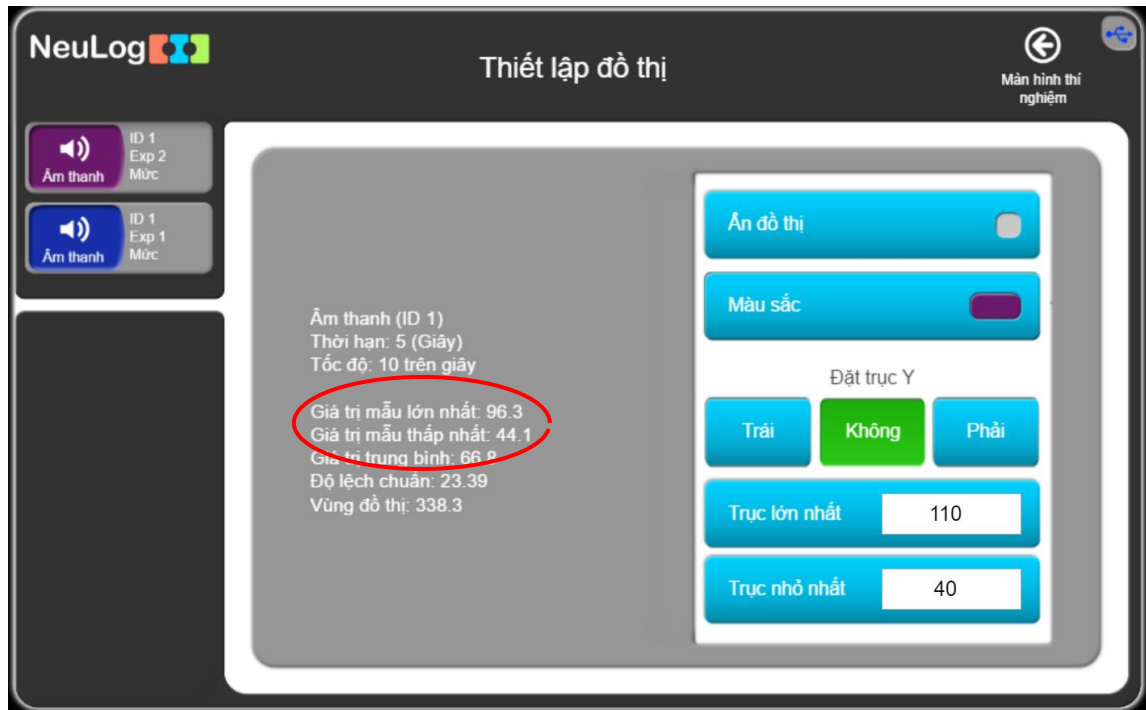 NeuLog
Thiết lập đồ thị
Màn hình thí
nghiệm
Âm thanh
ID 1
Exp 2
Mức
Âm thanh
ID 1
Exp 1
Mức
Âm thanh (ID 1)
Thời hạn: 5 (Giây)
Tốc độ: 10 trên giây
Giá trị mẫu lớn nhất: 96.3
Giá trị mẫu thấp nhất: 44.1
Giá trị trung bình: 66.8
Độ lệch chuẩn: 23.39
Vùng đồ thị: 338.3
Ẩn đồ thị
Màu sắc
Đặt trục Y
Trái
Không
Phải
Trục lớn nhất
110
Trục nhỏ nhất
40